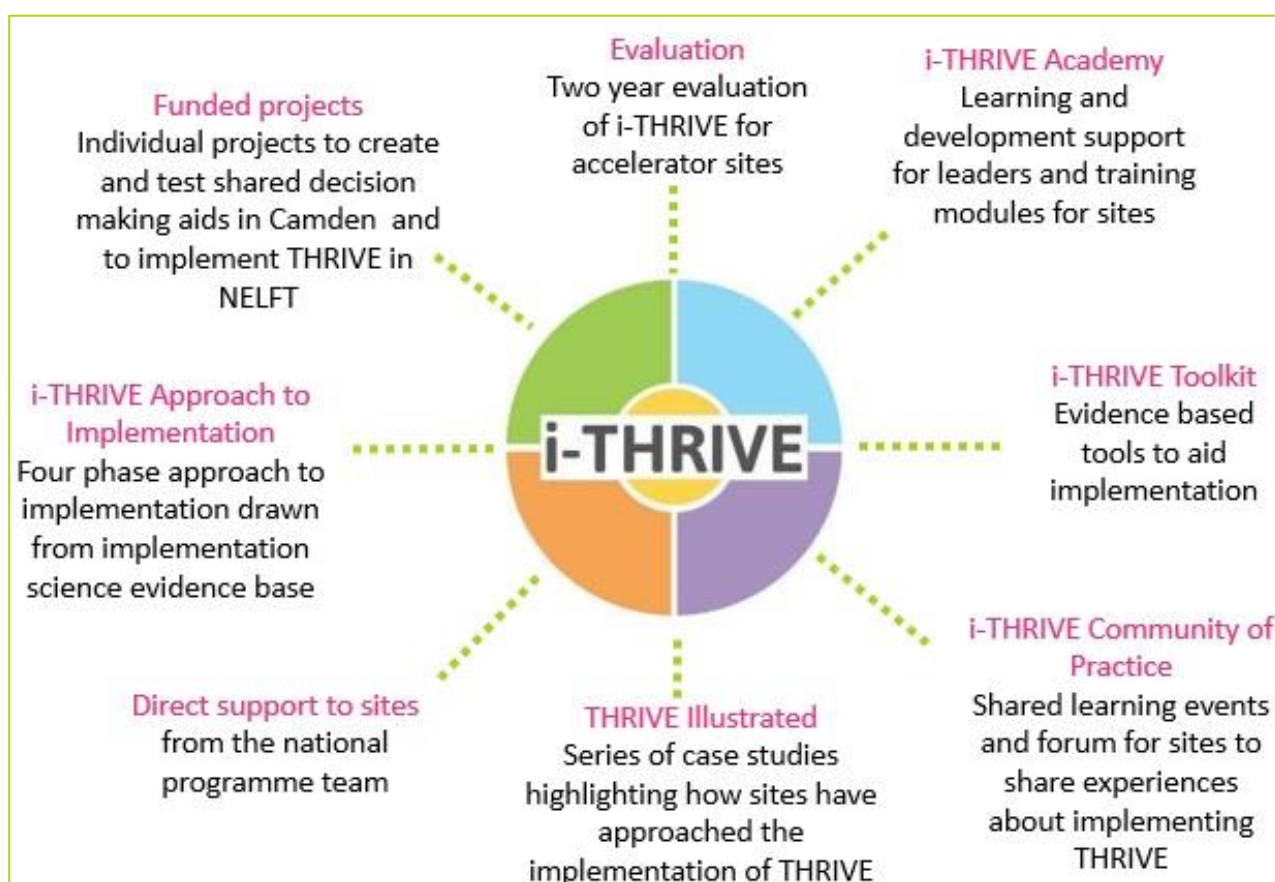 Evaluation
Two year evaluation
of i-THRIVE for
accelerator sites
i-THRIVE Academy
Learning and
development support
for leaders and training
modules for sites
i-THRIVE Toolkit
Evidence based
tools to aid
implementation
i-THRIVE Community of
Practice
Shared learning events
and forum for sites to
share experiences
about implementing
THRIVE
THRIVE Illustrated
Series of case studies
highlighting how sites have
approached the
implementation of THRIVE
Direct support to sites
from the national
programme team
i-THRIVE Approach to
Implementation
Four phase approach to
implementation drawn
from implementation
science evidence base
Funded projects
Individual projects to create
and test shared decision
making aids in Camden and
to implement THRIVE in
NELFT
i-THRIVE